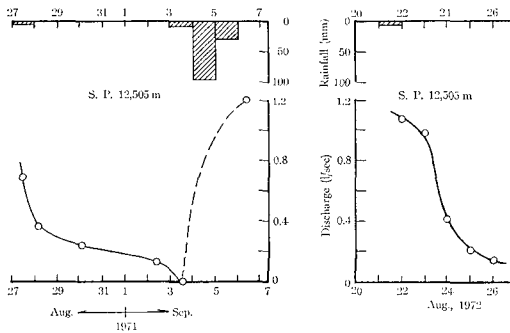 27 29 31 1 3 5 7
0
50
100
S. P. 12,505 m
1.2
0.8
0.4
0
27 29 31 1 3 5 7
Aug. Sep.
1971
20 22 24 26
0
50
100
Rainfall (mm)
S. P. 12,505 m
1.2
0.8
0.4
Discharge (l/sec)
20 22 24 26
Aug., 1972